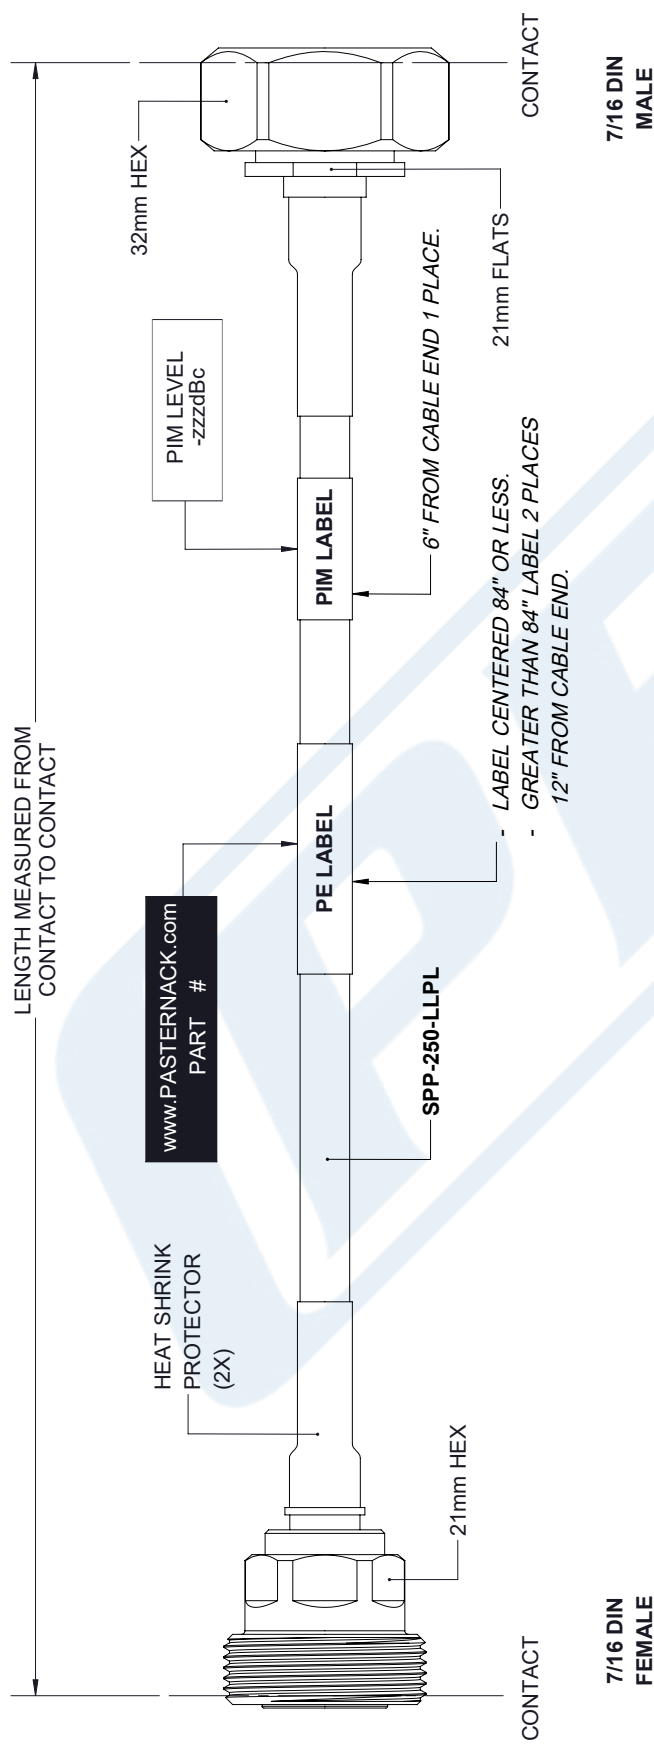 LENGTH MEASURED FROM
CONTACT TO CONTACT
HEAT SHRINK
PROTECTOR
(2X)
www.PASTERNACK.com
PART #
PIM LEVEL
-zzzdBc
32mm HEX
PE LABEL
PIM LABEL
21mm HEX
SPP-250-LLPL
- LABEL CENTERED 84" OR LESS.
- GREATER THAN 84" LABEL 2 PLACES
12" FROM CABLE END.
6" FROM CABLE END 1 PLACE.
21mm FLATS
CONTACT
CONTACT
7/16 DIN
FEMALE
7/16 DIN
MALE